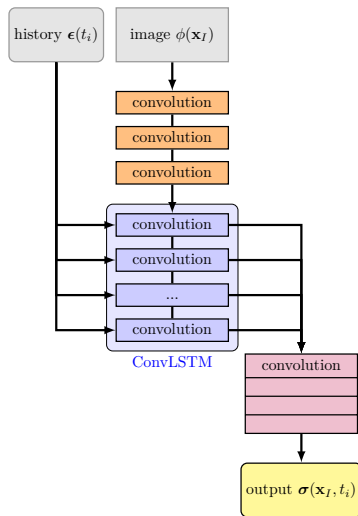 history ϵ(tᵢ)
image ϕ(x_I)
convolution
convolution
convolution
convolution
convolution
...
convolution
ConvLSTM
convolution
output σ(x_I, tᵢ)